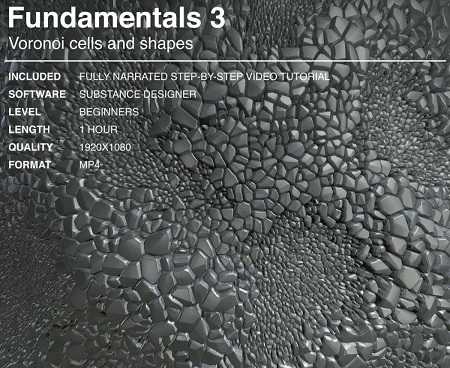 Fundamentals 3
Voronoi cells and shapes
INCLUDED FULLY NARRATED STEP-BY-STEP VIDEO TUTORIAL
SOFTWARE SUBSTANCE DESIGNER
LEVEL BEGINNERS
LENGTH 1 HOUR
QUALITY 1920X1080
FORMAT MP4